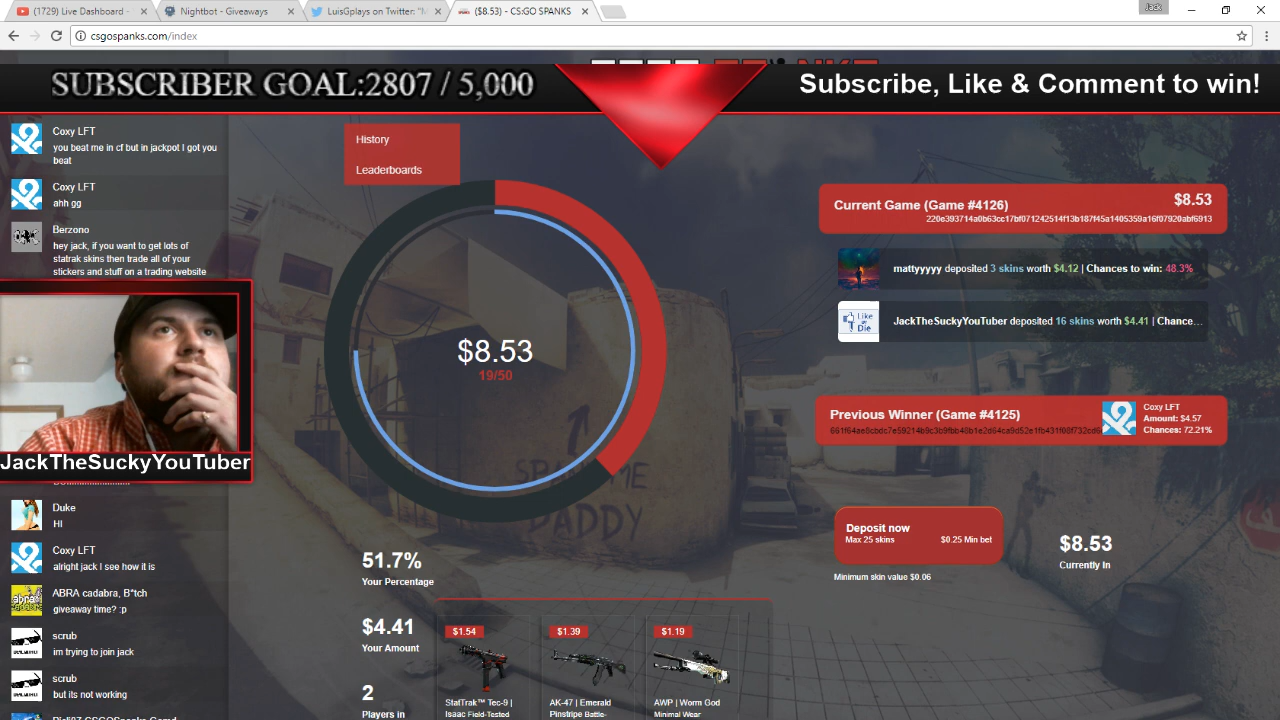 (1729) Live Dashboard -
Nightbot - Giveaways
LuisGplays on Twitter: "M
($8.53) - CS:GO SPANKS
Jack
csgospanks.com/index
SUBSCRIBER GOAL:2807 / 5,000
Subscribe, Like & Comment to win!
Coxy LFT
you beat me in cf but in jackpot I got you
beat
Coxy LFT
ahh gg
Berzono
hey jack, if you want to get lots of
statrak skins then trade all of your
stickers and stuff on a trading website
JackTheSuckyYouTuber
Duke
HI
Coxy LFT
alright jack I see how it is
ABRA cadabra, B*tch
giveaway time? :p
scrub
im trying to join jack
scrub
but its not working
History
Leaderboards
$8.53
19/50
SPANK ME
DADDY
51.7%
Your Percentage
$4.41
Your Amount
2
Players in
$1.54
StatTrak™ Tec-9 |
Isaac Field-Tested
$1.39
AK-47 | Emerald
Pinstripe Battle-
$1.19
AWP | Worm God
Minimal Wear
Current Game (Game #4126)
$8.53
220e393714a0b63cc17bf071242514f13b187f45a1405359a16f07920abf6913
mattyyyyy deposited 3 skins worth $4.12 | Chances to win: 48.3%
Like or Die
JackTheSuckyYouTuber deposited 16 skins worth $4.41 | Chance...
Previous Winner (Game #4125)
Coxy LFT
Amount: $4.57
Chances: 72.21%
Deposit now
Max 25 skins
$0.25 Min bet
Minimum skin value $0.06
$8.53
Currently In